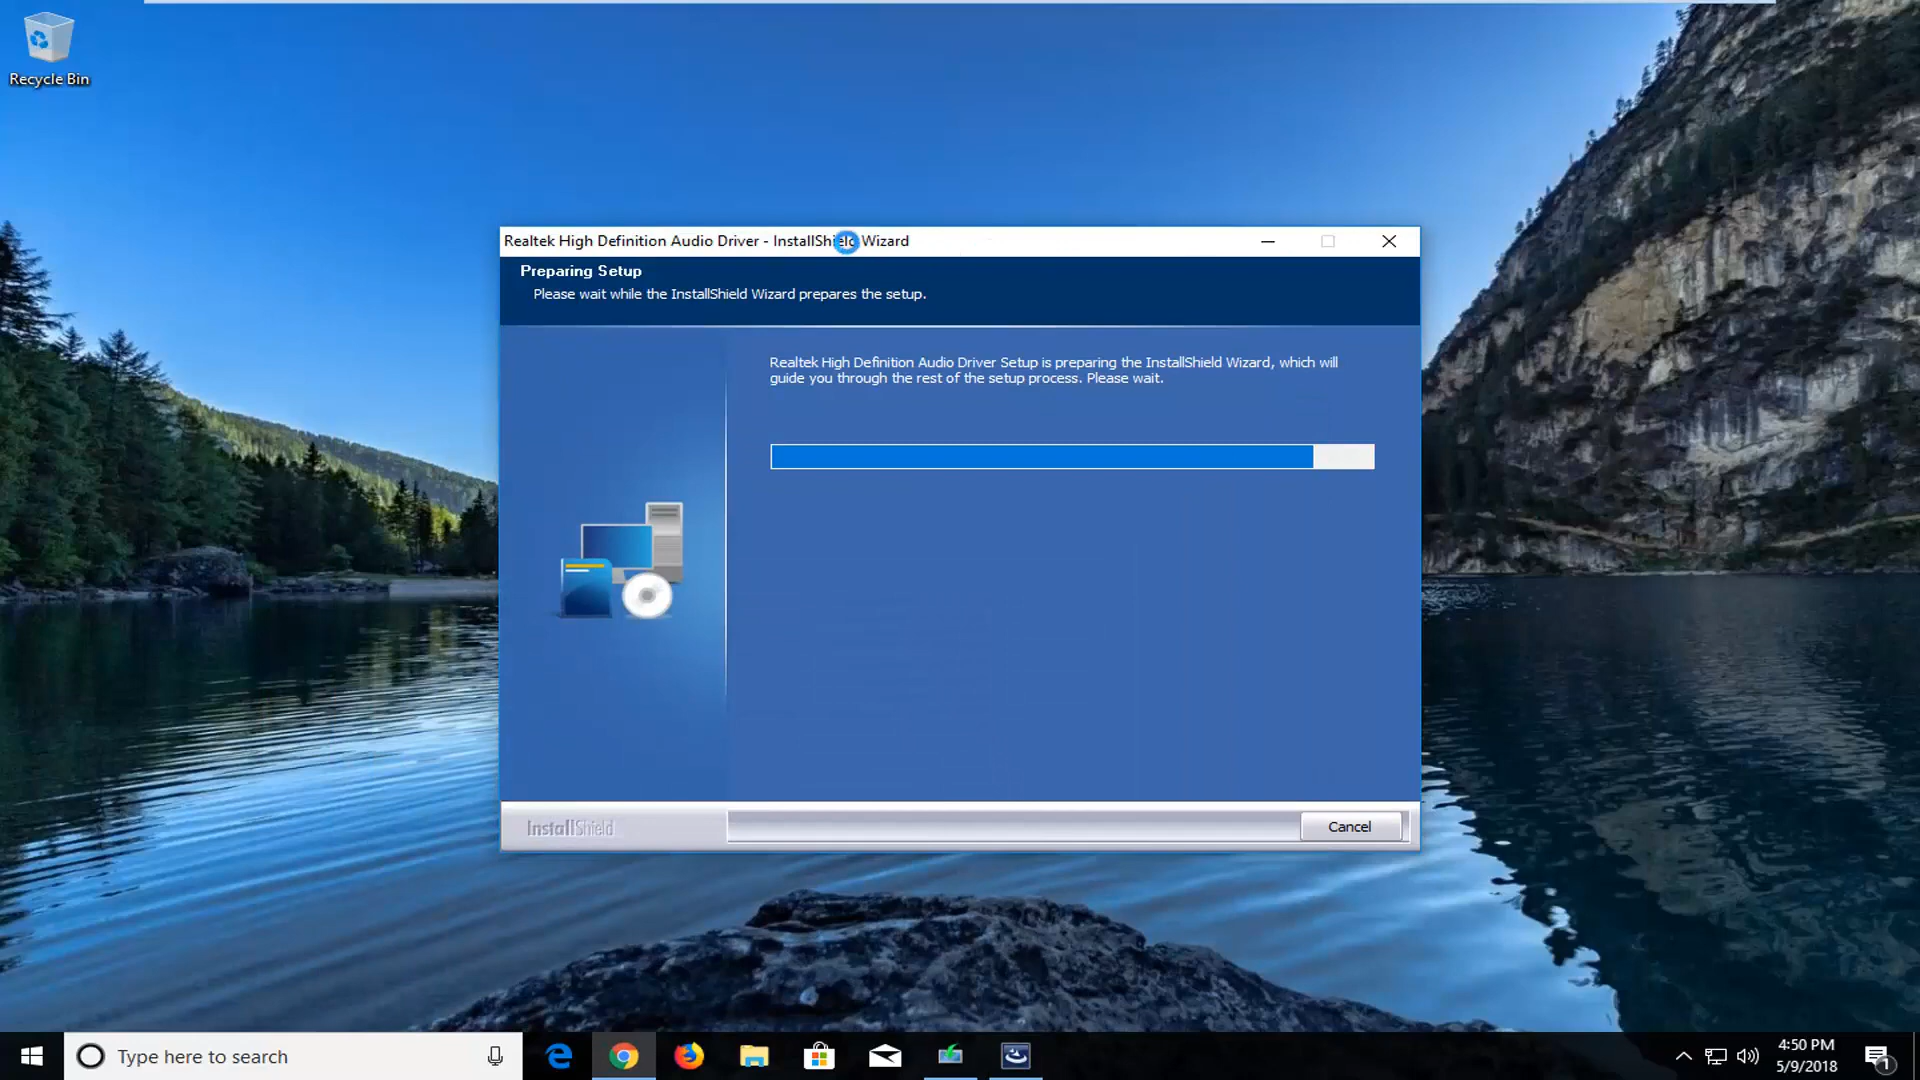 Recycle Bin
Realtek High Definition Audio Driver - InstallShield Wizard
Preparing Setup
Please wait while the InstallShield Wizard prepares the setup.
Realtek High Definition Audio Driver Setup is preparing the InstallShield Wizard, which will
guide you through the rest of the setup process. Please wait.
InstallShield
Cancel
Type here to search
4:50 PM
5/9/2018
1